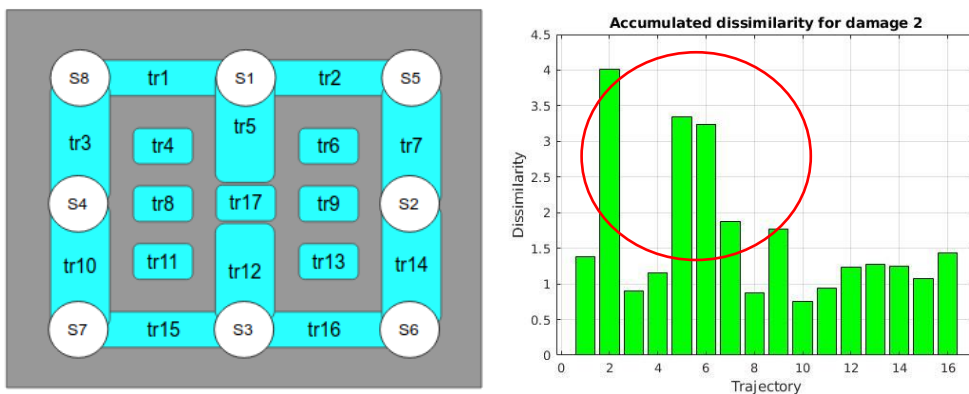 S8 tr1 S1 tr2 S5
tr3 tr4 tr5 tr6 tr7
S4 tr8 tr17 tr9 S2
tr10 tr11 tr12 tr13 tr14
S7 tr15 S3 tr16 S6
Accumulated dissimilarity for damage 2
4.5
4
3.5
3
2.5
2
1.5
1
0.5
0
0 2 4 6 8 10 12 14 16
Dissimilarity
Trajectory